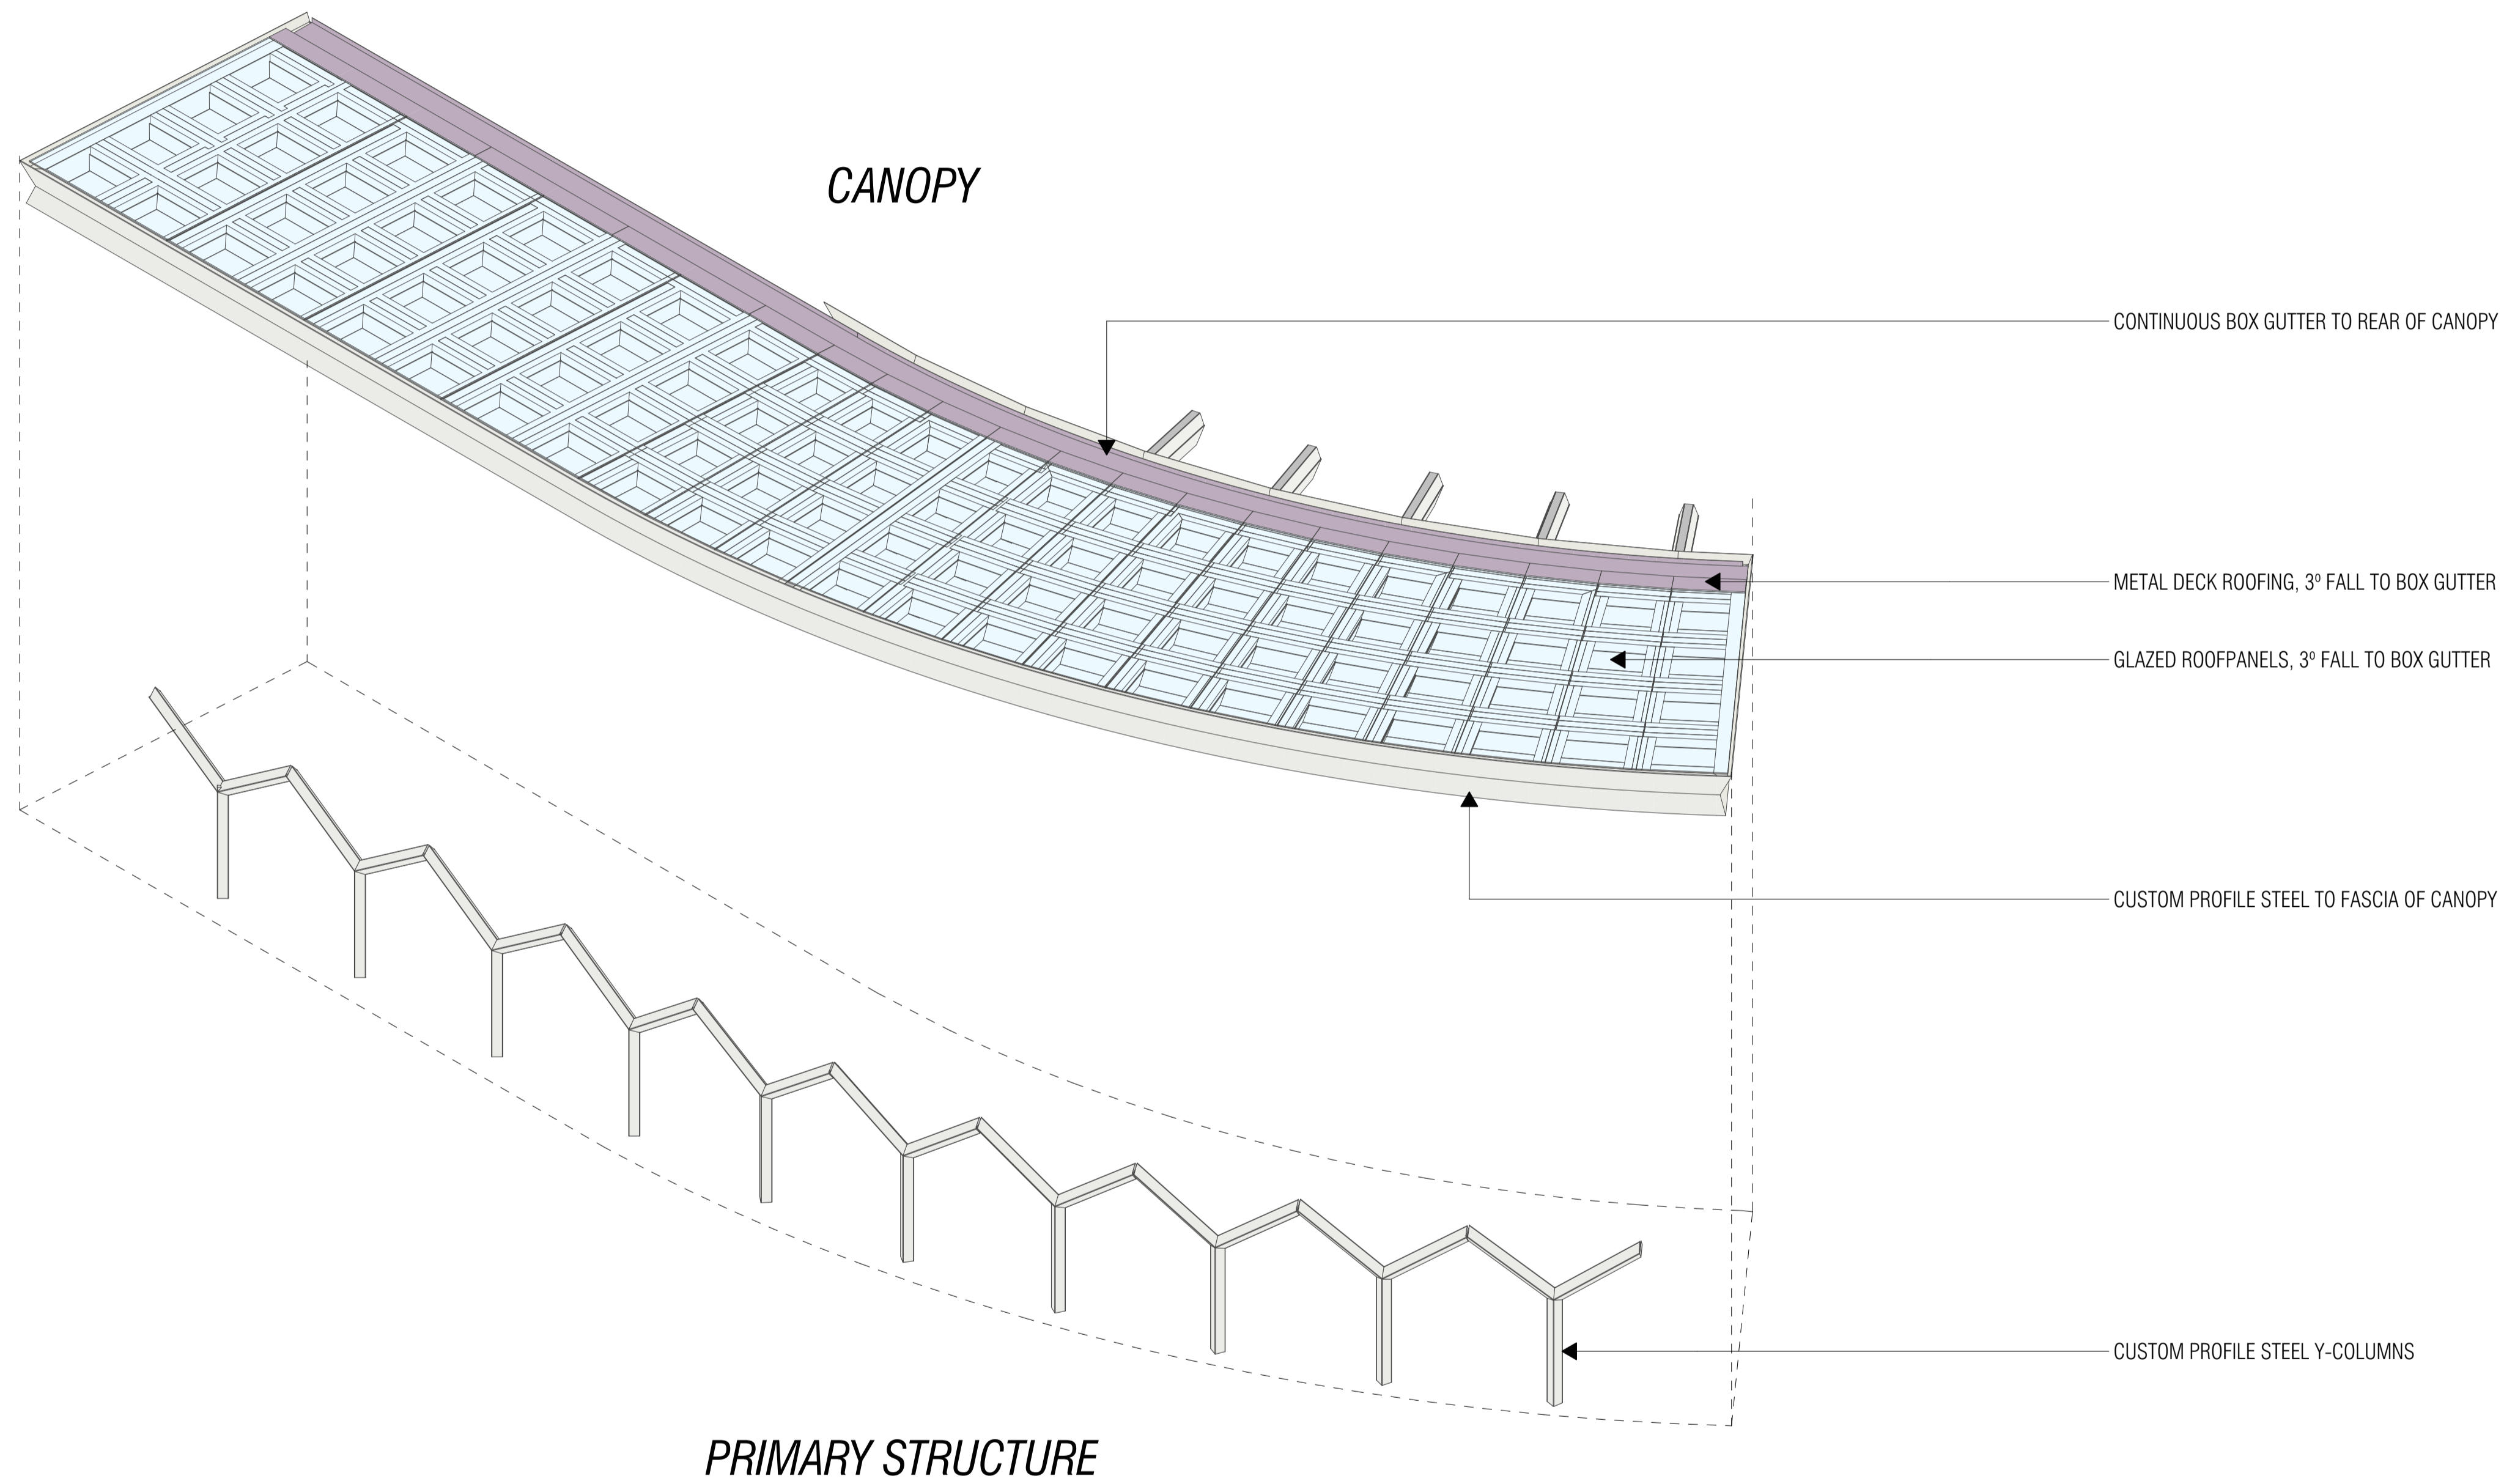 CANOPY
CONTINUOUS BOX GUTTER TO REAR OF CANOPY
METAL DECK ROOFING, 3º FALL TO BOX GUTTER
GLAZED ROOFPANELS, 3º FALL TO BOX GUTTER
CUSTOM PROFILE STEEL TO FASCIA OF CANOPY
CUSTOM PROFILE STEEL Y-COLUMNS
PRIMARY STRUCTURE